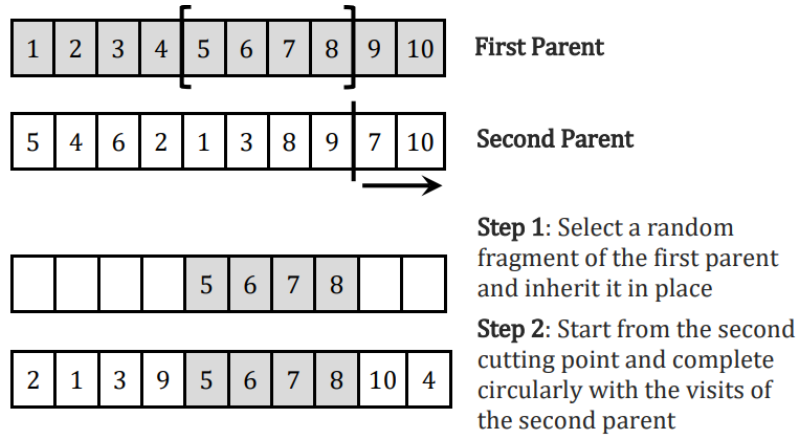 1 2 3 4 5 6 7 8 9 10 First Parent
5 4 6 2 1 3 8 9 7 10 Second Parent
Step 1: Select a random
fragment of the first parent
and inherit it in place
5 6 7 8
Step 2: Start from the second
cutting point and complete
circularly with the visits of
the second parent
2 1 3 9 5 6 7 8 10 4